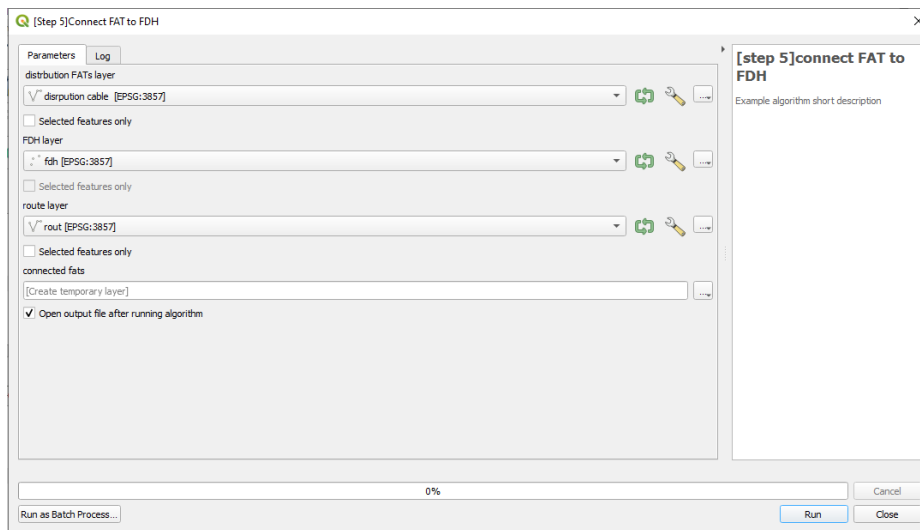 [Step 5]Connect FAT to FDH
Parameters
Log
distrbution FATs layer
disrpution cable [EPSG:3857]
Selected features only
FDH layer
fdh [EPSG:3857]
Selected features only
route layer
rout [EPSG:3857]
Selected features only
connected fats
[Create temporary layer]
Open output file after running algorithm
[step 5]connect FAT to
FDH
Example algorithm short description
0%
Cancel
Run as Batch Process...
Run
Close